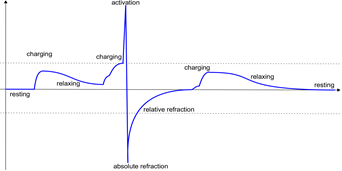 activation
charging
charging
charging
relaxing
relaxing
resting
resting
relative refraction
absolute refraction